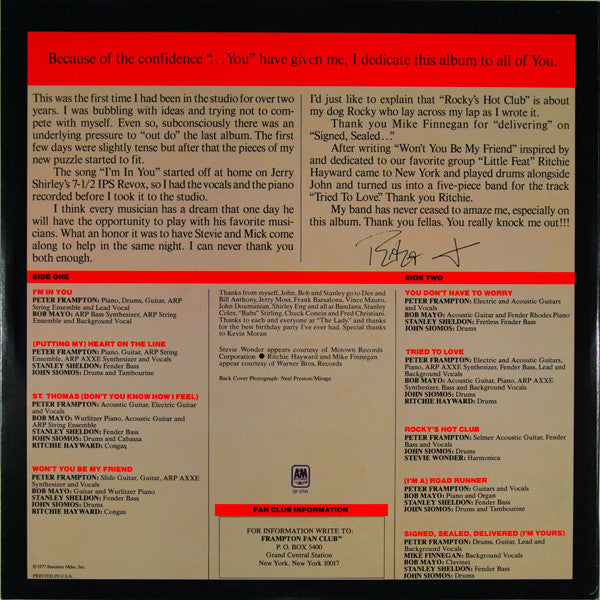 Because of the confidence “...You” have given me, I dedicate this album to all of You.
This was the first time I had been in the studio for over two
years. I was bubbling with ideas and trying not to com-
pete with myself. Even so, subconsciously there was an
underlying pressure to “out do” the last album. The first
few days were slightly tense but after that the pieces of my
new puzzle started to fit.
The song “I'm In You” started off at home on Jerry
Shirley's 7-1/2 IPS Revox, so I had the vocals and the piano
recorded before I took it to the studio.
I think every musician has a dream that one day he
will have the opportunity to play with his favorite musi-
cians. What an honor it was to have Stevie and Mick come
along to help in the same night. I can never thank you
both enough.
I'd just like to explain that “Rocky's Hot Club” is about
my dog Rocky who lay across my lap as I wrote it.
Thank you Mike Finnegan for “delivering” on
“Signed, Sealed...”
After writing “Won't You Be My Friend” inspired by
and dedicated to our favorite group “Little Feat” Ritchie
Hayward came to New York and played drums alongside
John and turned us into a five-piece band for the track
“Tried To Love.” Thank you Ritchie.
My band has never ceased to amaze me, especially on
this album. Thank you fellas. You really knock me out!!!
SIDE ONE
I'M IN YOU
PETER FRAMPTON: Piano, Drums, Guitar, ARP
String Ensemble and Lead Vocal
BOB MAYO: ARP Bass Synthesizer, ARP String
Ensemble and Background Vocal
(PUTTING MY) HEART ON THE LINE
PETER FRAMPTON: Piano, Guitar, ARP String
Ensemble, ARP AXXE Synthesizer and Vocals
STANLEY SHELDON: Fender Bass
JOHN SIOMOS: Drums and Tambourine
ST. THOMAS (DON'T YOU KNOW HOW I FEEL)
PETER FRAMPTON: Acoustic Guitar, Electric Guitar
and Vocals
BOB MAYO: Wurlitzer Piano, Acoustic Guitar and
ARP String Ensemble
STANLEY SHELDON: Fender Bass
JOHN SIOMOS: Drums and Cabassa
RITCHIE HAYWARD: Congas
WON'T YOU BE MY FRIEND
PETER FRAMPTON: Slide Guitar, Guitar, ARP AXXE
Synthesizer and Vocals
BOB MAYO: Guitar and Wurlitzer Piano
STANLEY SHELDON: Fender Bass
JOHN SIOMOS: Drums
RITCHIE HAYWARD: Congas
©1977 Bandana Music, Inc.
PRINTED IN U.S.A.
Thanks from myself, John, Bob and Stanley go to Dee and
Bill Anthony, Jerry Moss, Frank Barsalona, Vince Mauro,
John Doumanian, Shirley Eng and all at Bandana. Stanley
Coles, “Bubs” Stirling, Chuck Conein and Fred Christiani.
Thanks to each and everyone at “The Lady” and thanks
for the best birthday party I've ever had. Special thanks to
Kevin Moran
Stevie Wonder appears courtesy of Motown Records
Corporation ● Ritchie Hayward and Mike Finnegan
appear courtesy of Warner Bros. Records
Back Cover Photograph: Neal Preston/Mirage
A&M
RECORDS
SP 4704
FAN CLUB INFORMATION
FOR INFORMATION WRITE TO:
FRAMPTON FAN CLUB™
P. O. BOX 5400
Grand Central Station
New York, New York 10017
SIDE TWO
YOU DON'T HAVE TO WORRY
PETER FRAMPTON: Electric and Acoustic Guitars
and Vocals
BOB MAYO: Acoustic Guitar and Fender Rhodes Piano
STANLEY SHELDON: Fretless Fender Bass
JOHN SIOMOS: Drums
TRIED TO LOVE
PETER FRAMPTON: Electric and Acoustic Guitars,
Piano, ARP AXXE Synthesizer, Fender Bass, Lead and
Background Vocals
BOB MAYO: Acoustic Guitar, Piano, ARP AXXE
Synthesizer and Background Vocals
STANLEY SHELDON: Fender Bass
JOHN SIOMOS: Drums
RITCHIE HAYWARD: Drums
ROCKY'S HOT CLUB
PETER FRAMPTON: Selmer Acoustic Guitar, Fender
Bass and Vocals
JOHN SIOMOS: Drums
STEVIE WONDER: Harmonica
(I'M A) ROAD RUNNER
PETER FRAMPTON: Guitars and Vocals
BOB MAYO: Piano and Organ
STANLEY SHELDON: Fender Bass
JOHN SIOMOS: Drums and Tambourine
SIGNED, SEALED, DELIVERED (I'M YOURS)
PETER FRAMPTON: Guitars, Lead and Background
Vocals
MIKE FINNEGAN: Background Vocals
BOB MAYO: Clavinet
STANLEY SHELDON: Fender Bass
JOHN SIOMOS: Drums